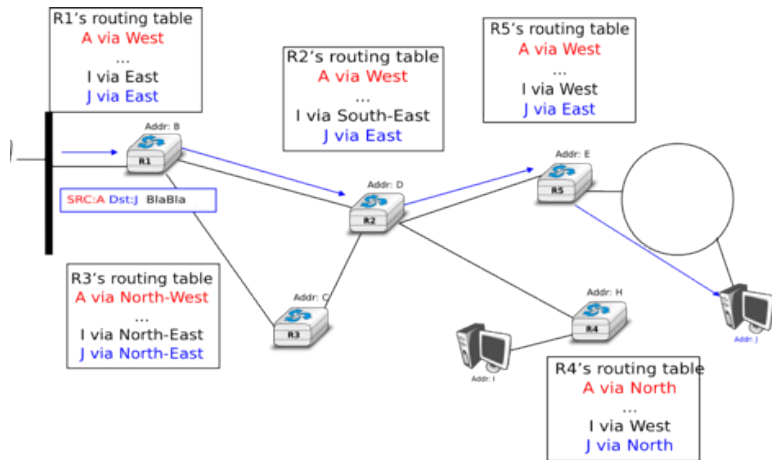 R1's routing table
A via West
...
I via East
J via East
R2's routing table
A via West
...
I via South-East
J via East
R5's routing table
A via West
...
I via West
J via East
Addr: B
R1
SRC:A Dst:J BlaBla
Addr: D
R2
Addr: E
R5
R3's routing table
A via North-West
...
I via North-East
J via North-East
Addr: C
R3
Addr: H
R4
Addr: I
Addr: J
R4's routing table
A via North
...
I via West
J via North